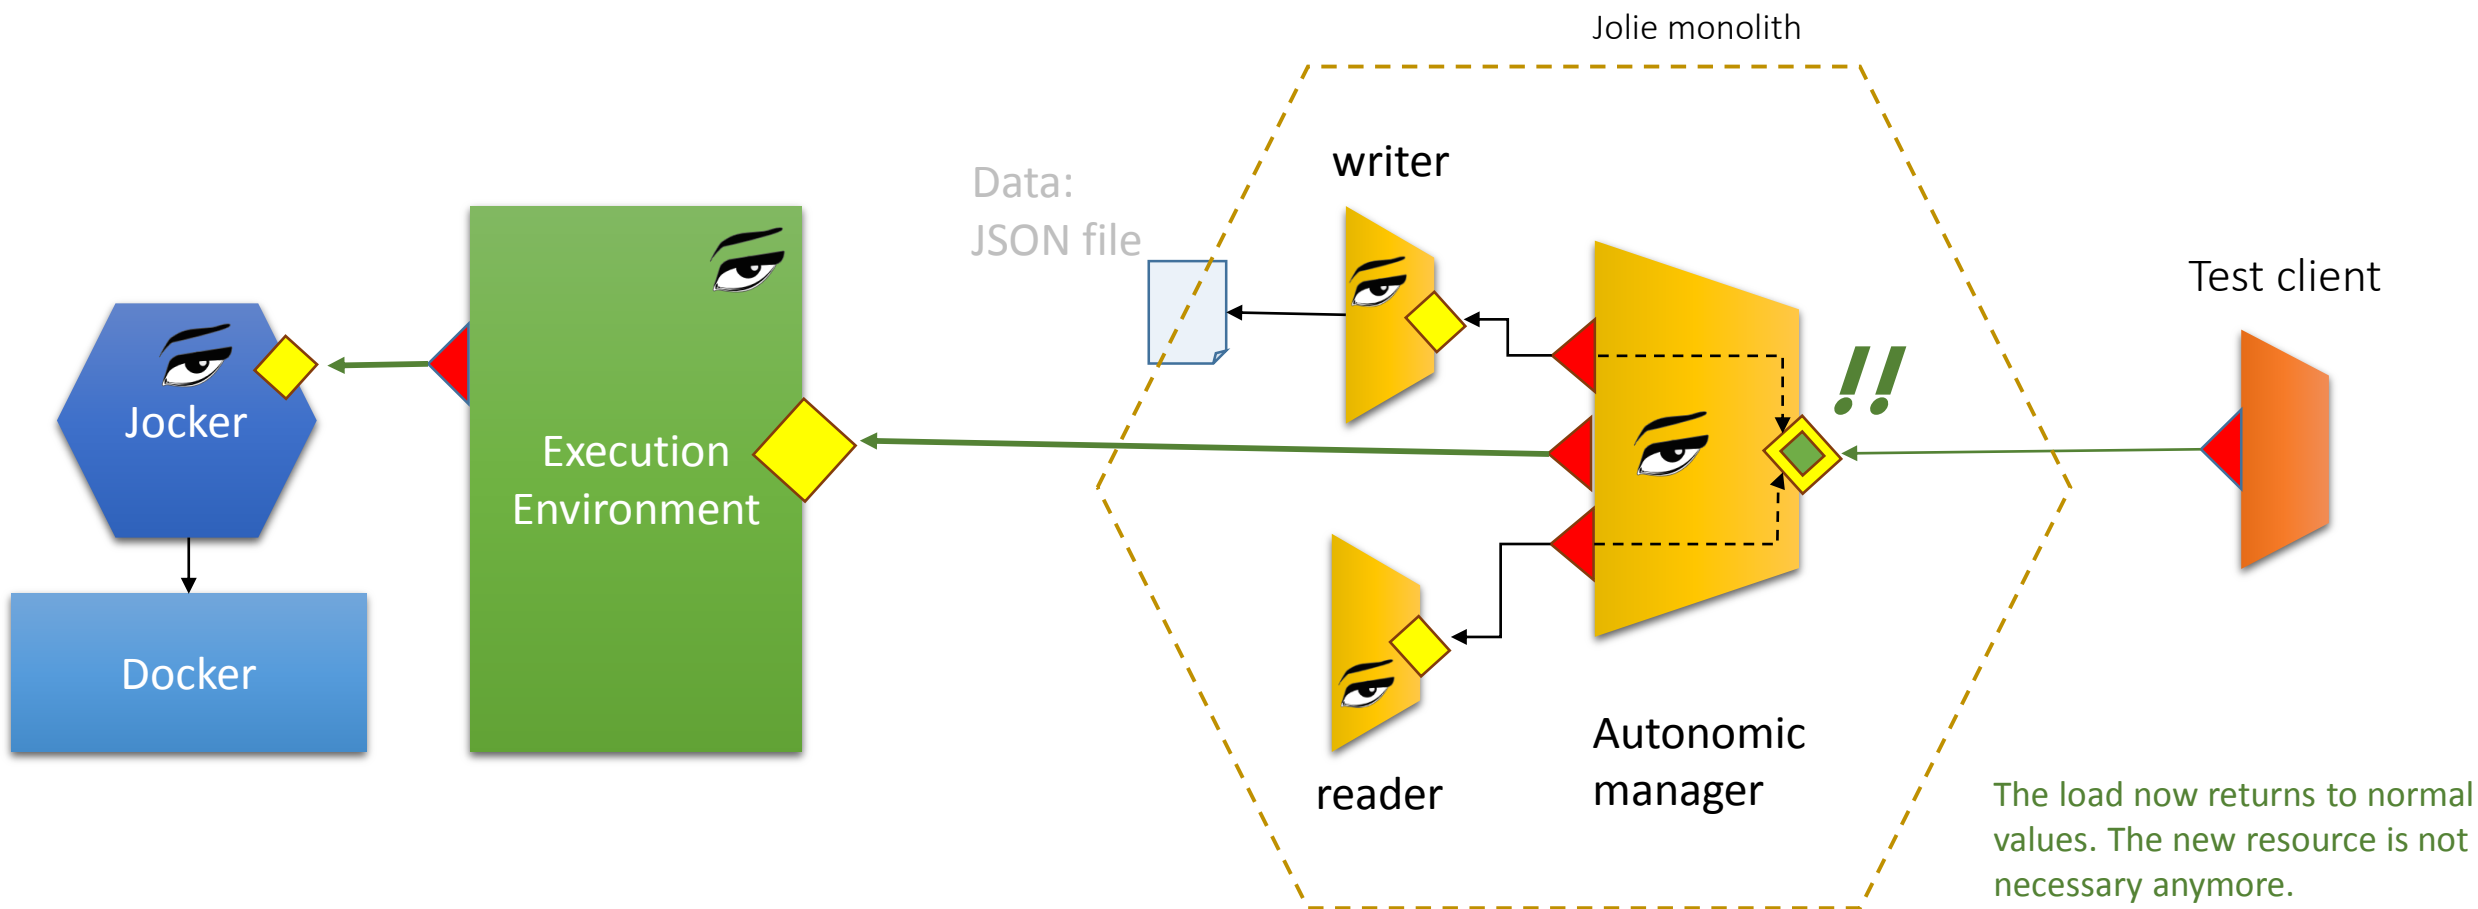 Jolie monolith
writer
Data:
JSON file
Test client
!!
Jocker
Execution
Environment
Docker
Autonomic
manager
reader
The load now returns to normal
values. The new resource is not
necessary anymore.